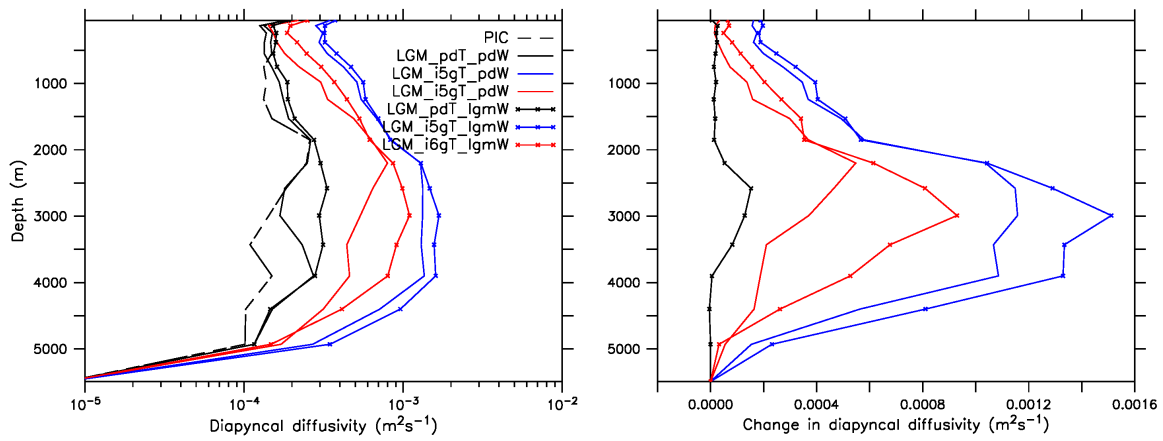 PIC
LGM_pdT_pdW
LGM_i5gT_pdW
LGM_i5gT_pdW
LGM_pdT_lgmW
LGM_i5gT_lgmW
LGM_i6gT_lgmW
Depth (m)
1000
2000
3000
4000
5000
10⁻⁵ 10⁻⁴ 10⁻³ 10⁻²
Diapyncal diffusivity (m²s⁻¹)
1000
2000
3000
4000
5000
0.0000 0.0004 0.0008 0.0012 0.0016
Change in diapyncal diffusivity (m²s⁻¹)